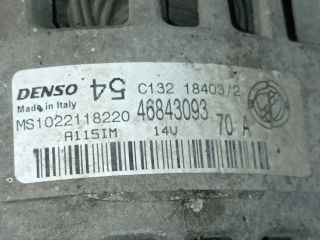 DENSO 54 C132 18403/2
Made in Italy
MS1022118220 46843093
A115IM 14V 70 A